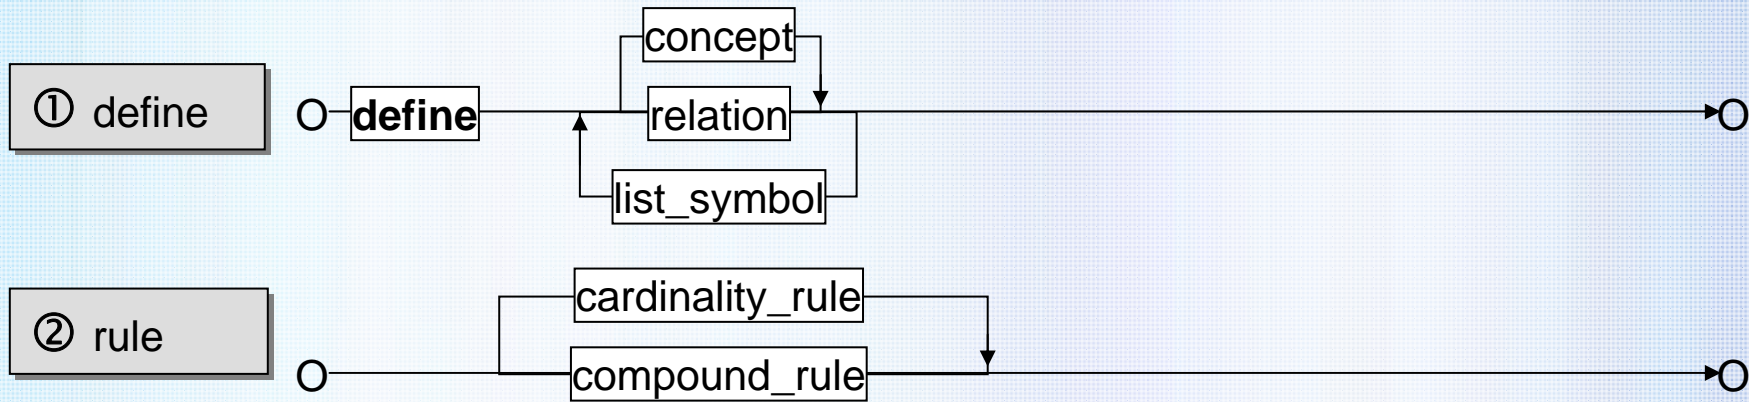 concept
① define
O define relation O
list_symbol
cardinality_rule
② rule
O compound_rule O